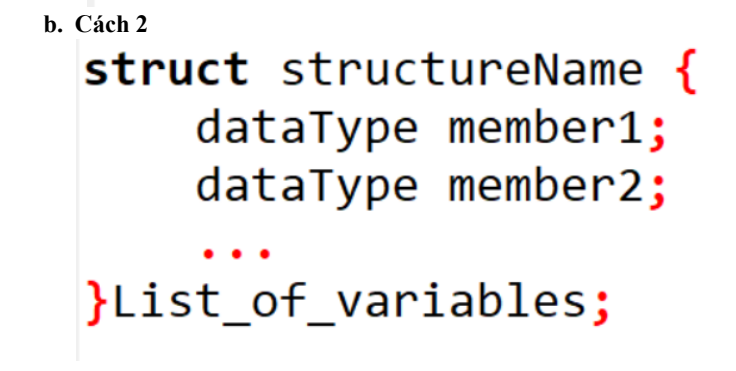 b. Cách 2
struct structureName {
dataType member1;
dataType member2;
...
}List_of_variables;